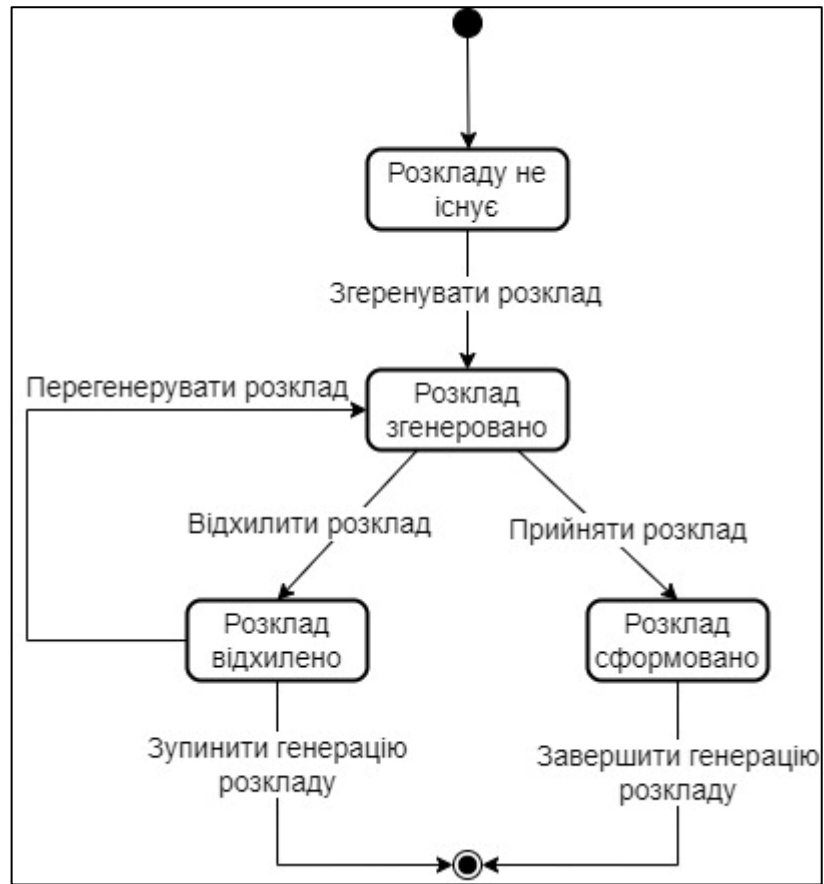 Розкладу не
існує
Згеренувати розклад
Перегенерувати розклад
Розклад
згенеровано
Відхилити розклад
Прийняти розклад
Розклад
відхилено
Розклад
сформовано
Зупинити генерацію
розкладу
Завершити генерацію
розкладу